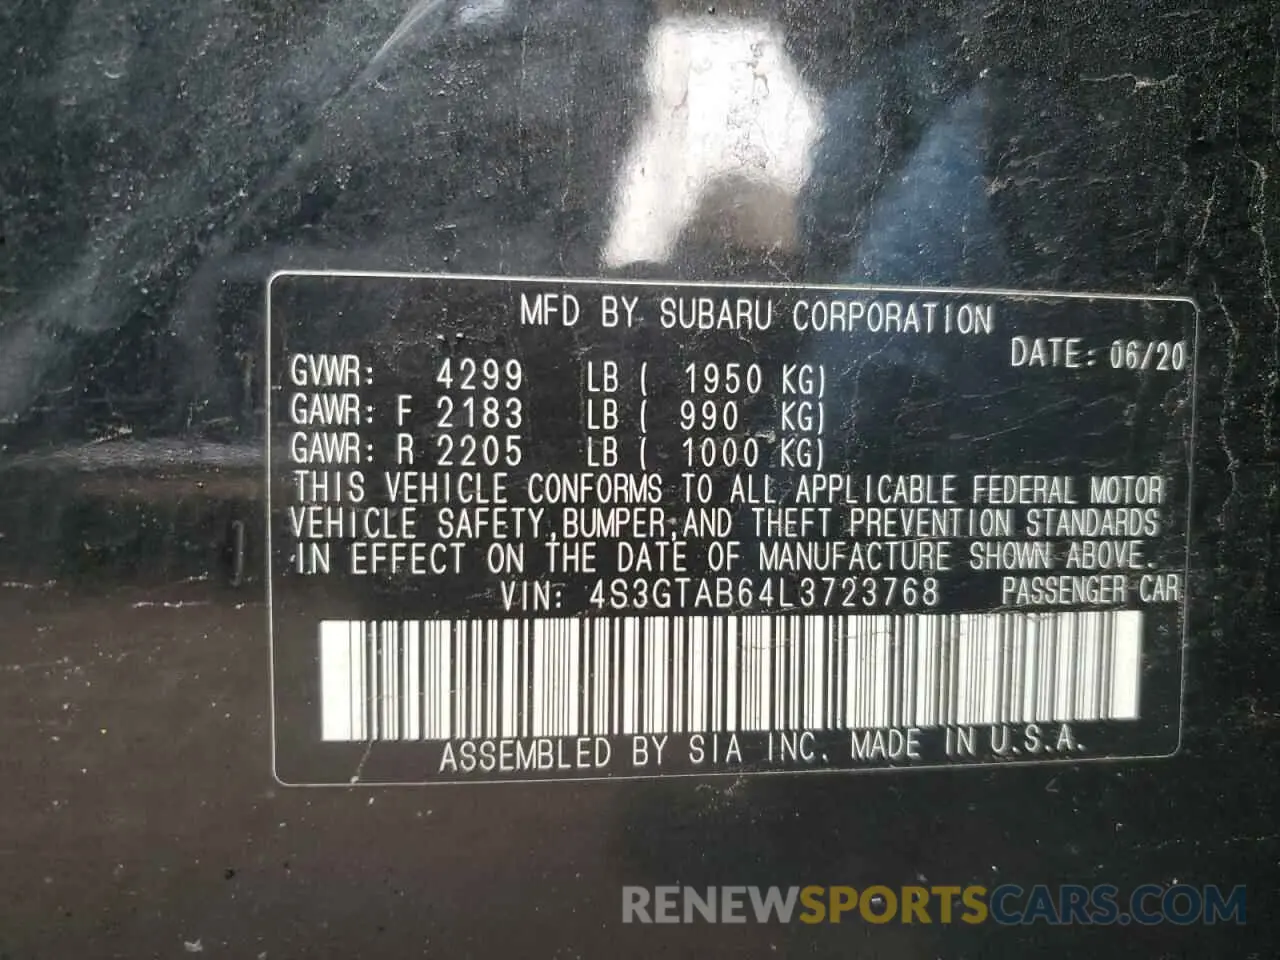 MFD BY SUBARU CORPORATION
DATE: 06/20
GVWR: 4299 LB ( 1950 KG)
GAWR: F 2183 LB ( 990 KG)
GAWR: R 2205 LB ( 1000 KG)
THIS VEHICLE CONFORMS TO ALL APPLICABLE FEDERAL MOTOR
VEHICLE SAFETY, BUMPER, AND THEFT PREVENTION STANDARDS
IN EFFECT ON THE DATE OF MANUFACTURE SHOWN ABOVE.
VIN: 4S3GTAB64L3723768 PASSENGER CAR
ASSEMBLED BY SIA INC. MADE IN U.S.A.
RENEWSPORTSCARS.COM